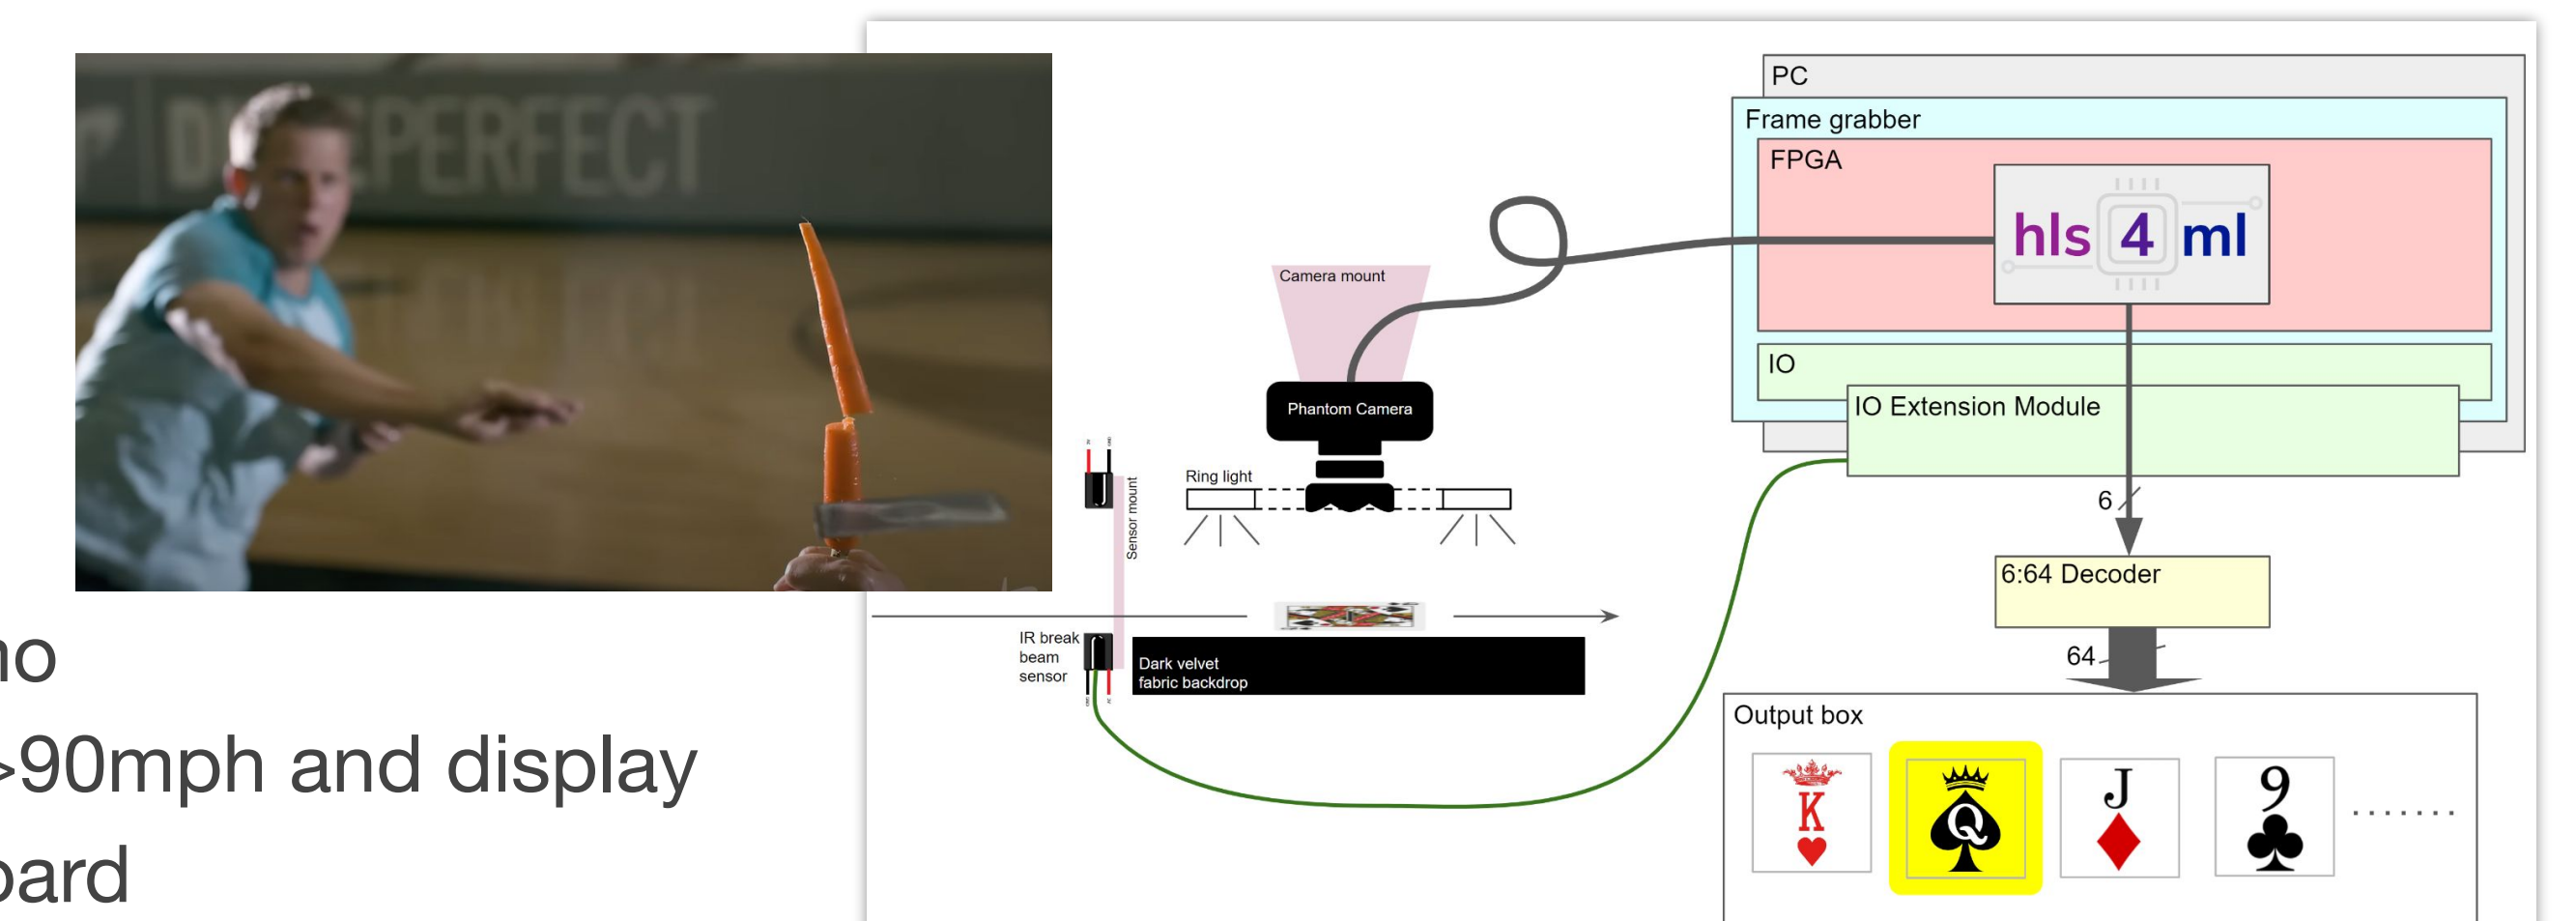 PERFECT
no
>90mph and display
oard
PC
Frame grabber
FPGA
hls 4 ml
IO
IO Extension Module
Camera mount
Phantom Camera
Ring light
Sensor mount
IR break
beam
sensor
Dark velvet
fabric backdrop
6
6:64 Decoder
64
Output box
K
Q
J
9
.......